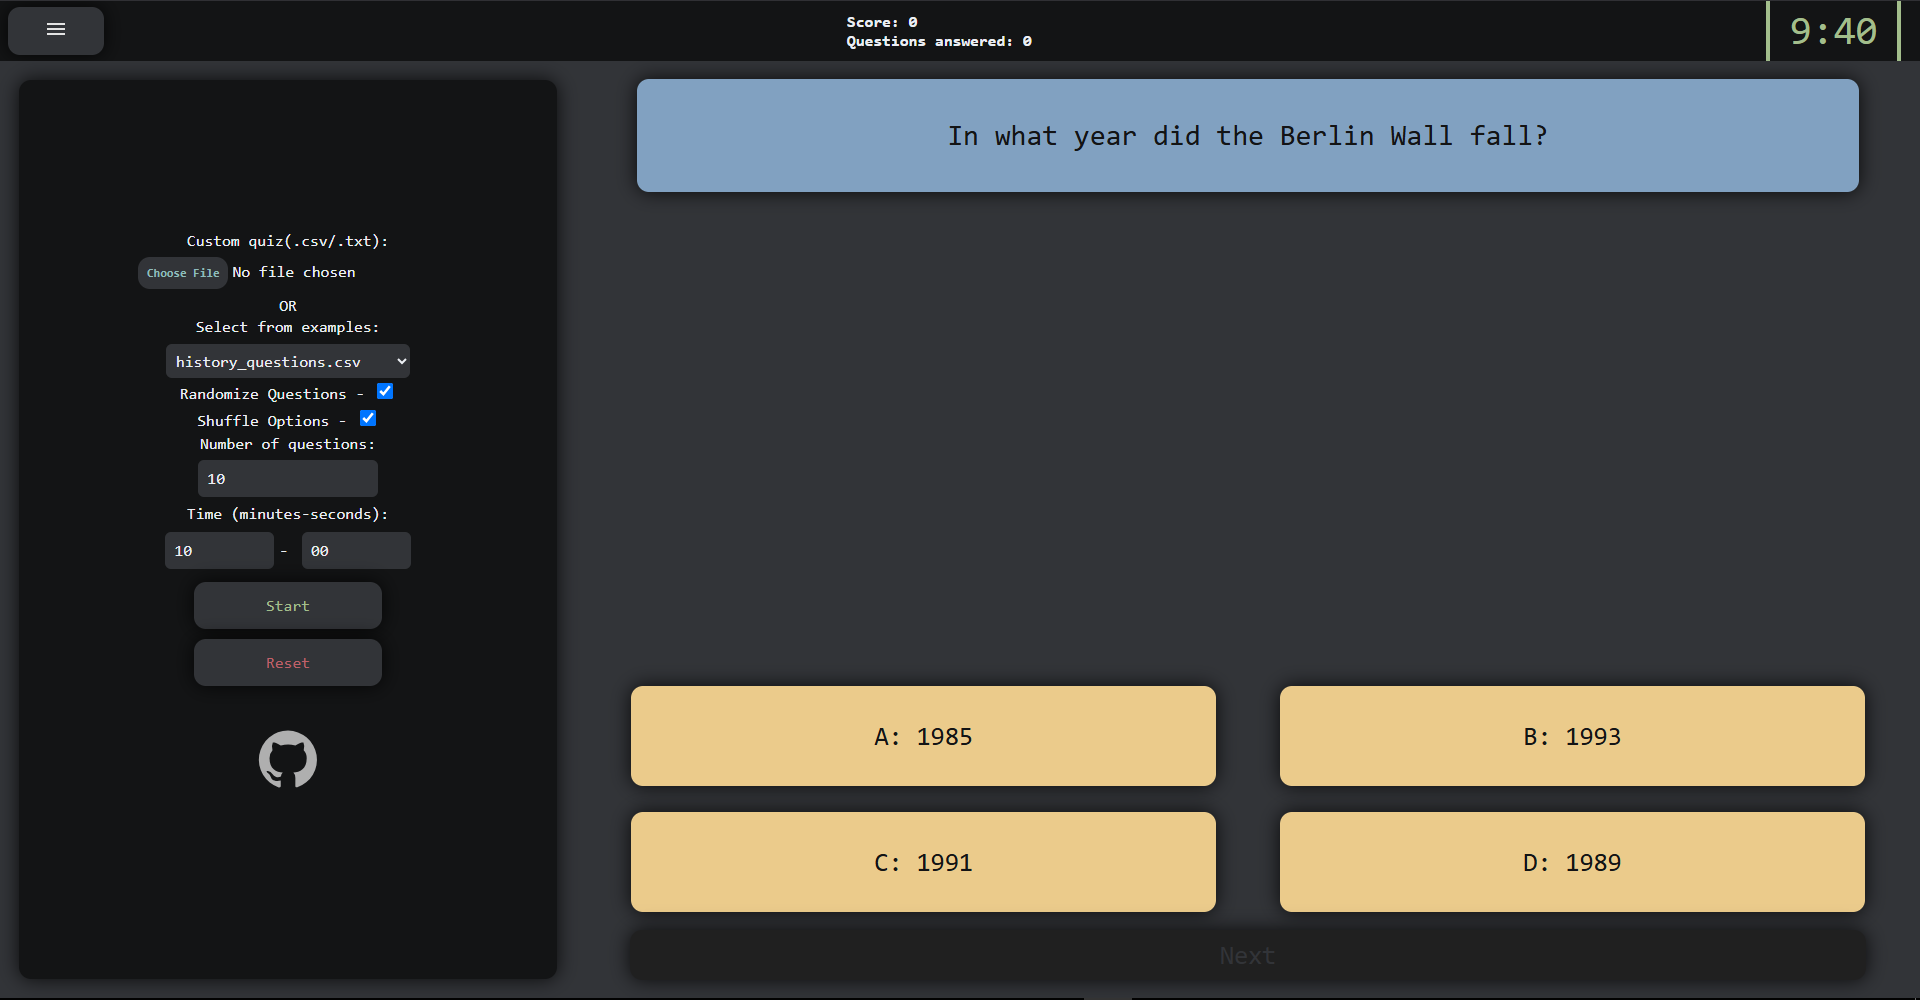 Score: 0
Questions answered: 0
9:40
Custom quiz(.csv/.txt):
Choose File No file chosen
OR
Select from examples:
history_questions.csv
Randomize Questions -
Shuffle Options -
Number of questions:
10
Time (minutes-seconds):
10 - 00
Start
Reset
In what year did the Berlin Wall fall?
A: 1985
B: 1993
C: 1991
D: 1989
Next